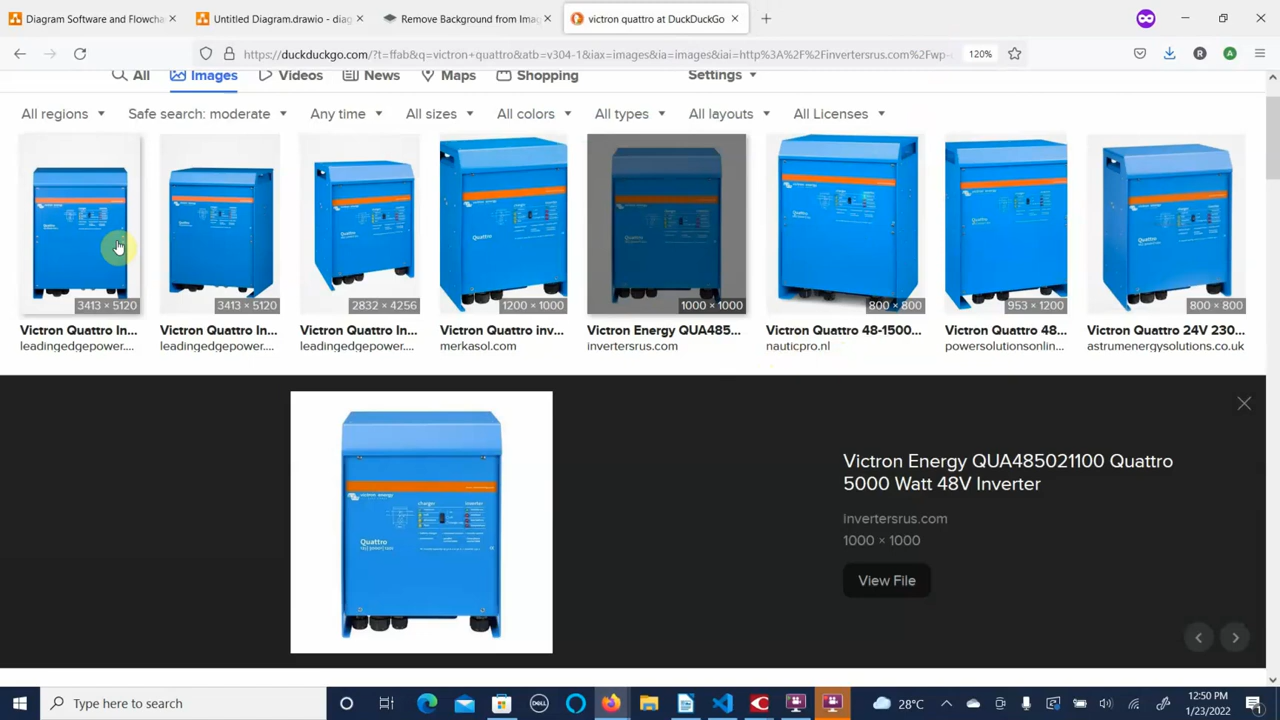 Diagram Software and Flowcha
Untitled Diagram.drawio - diag
Remove Background from Imag
victron quattro at DuckDuckGo
https://duckduckgo.com/?t=ffab&q=victron+quattro&atb=v304-1&iax=images&ia=images&iai=http%3A%2F%2Finvertersrus.com%2Fwp-c
120%
R
A
All
Images
Videos
News
Maps
Shopping
Settings
All regions
Safe search: moderate
Any time
All sizes
All colors
All types
All layouts
All Licenses
3413 × 5120
3413 × 5120
2832 × 4256
1200 × 1000
1000 × 1000
800 × 800
953 × 1200
800 × 800
Victron Quattro In...
Victron Quattro In...
Victron Quattro In...
Victron Quattro inv...
Victron Energy QUA485...
Victron Quattro 48-1500...
Victron Quattro 48...
Victron Quattro 24V 230...
leadingedgepower....
leadingedgepower....
leadingedgepower....
merkasol.com
invertersrus.com
nauticpro.nl
powersolutionsonlin...
astrumenergysolutions.co.uk
victron energy
charger
inverter
Quattro
Victron Energy QUA485021100 Quattro
5000 Watt 48V Inverter
Invertersrus.com
1000 × 1000
View File
Type here to search
DELL
28°C
12:50 PM
1/23/2022
1